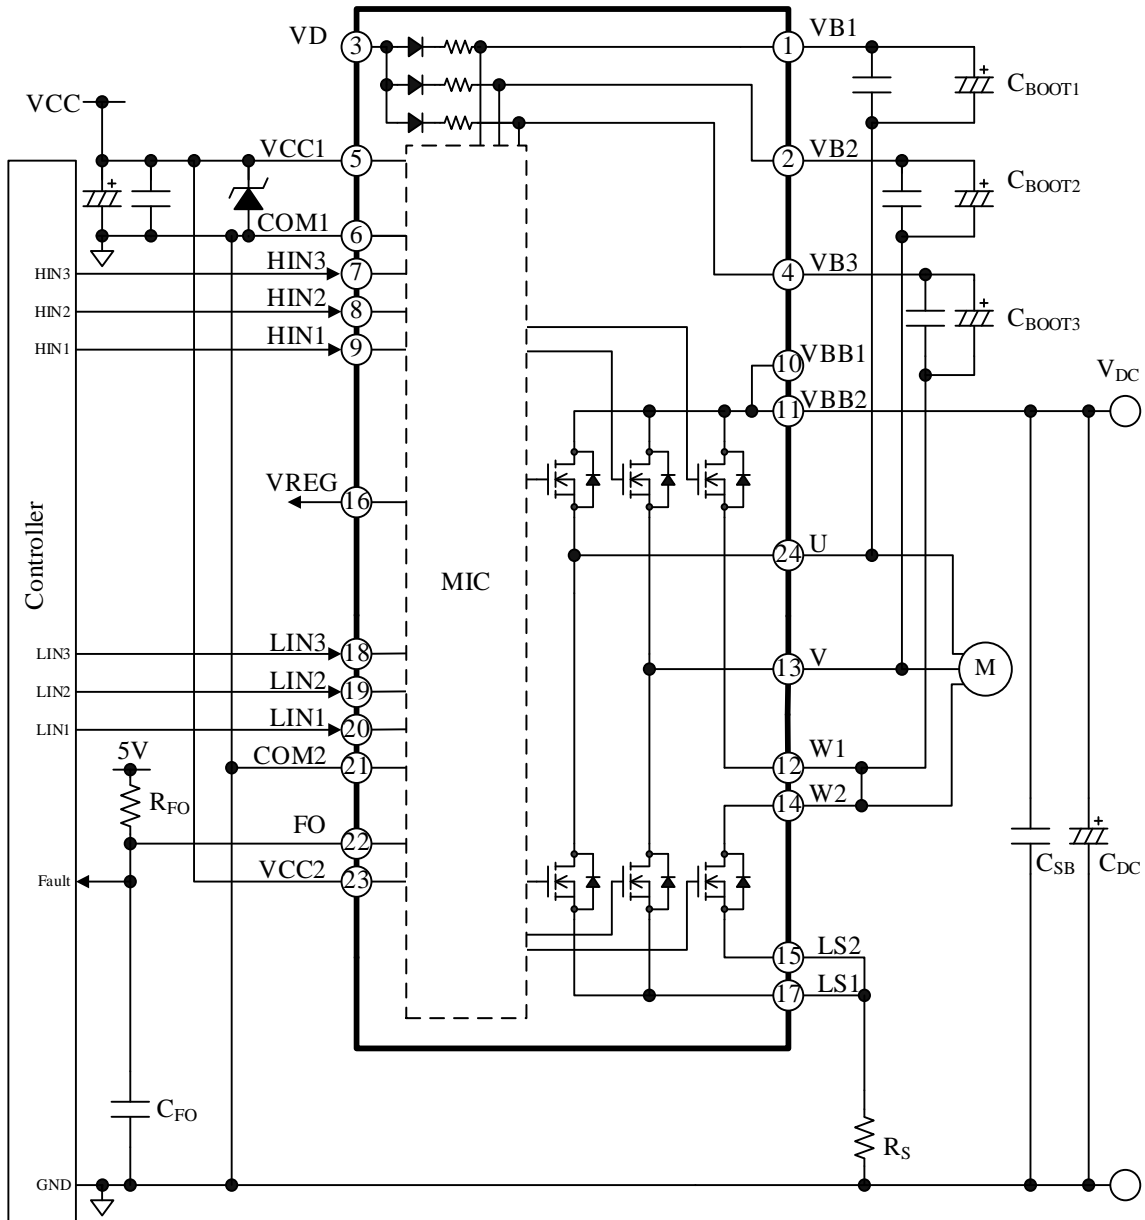 VD 3 1 VB1
C_BOOT1
VCC
VCC1 5 2 VB2
C_BOOT2
COM1 6
HIN3 HIN3 7 4 VB3
HIN2 HIN2 8
C_BOOT3
HIN1 HIN1 9
10 VBB1
V_DC
11 VBB2
VREG 16
Controller
MIC
24 U
LIN3 LIN3 18
13 V M
LIN2 LIN2 19
LIN1 LIN1 20
5V COM2 21 12 W1
R_FO
14 W2
FO 22
C_SB C_DC
Fault VCC2 23
15 LS2
17 LS1
C_FO
R_S
GND